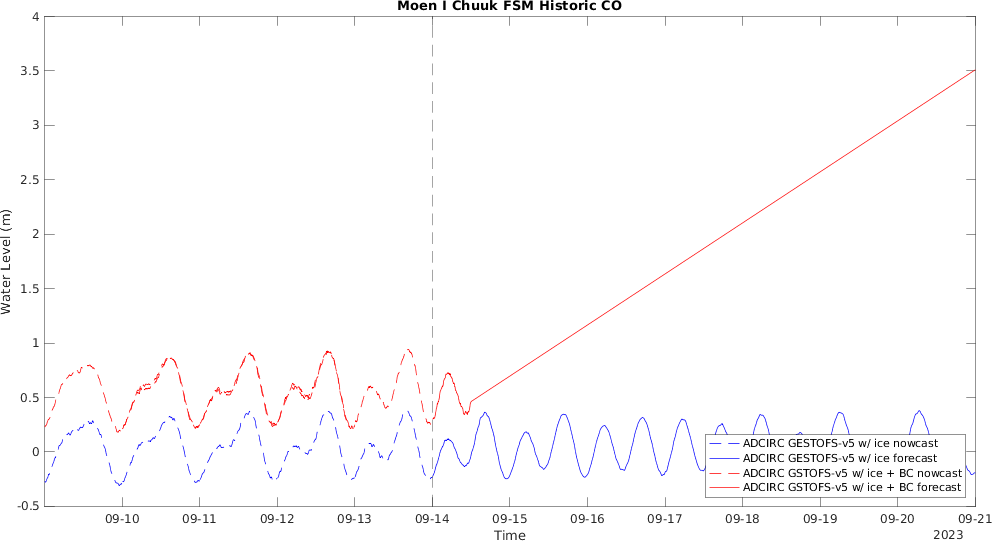 Moen I Chuuk FSM Historic CO
4
3.5
3
2.5
2
1.5
1
0.5
0
-0.5
Water Level (m)
ADCIRC GESTOFS-v5 w/ ice nowcast
ADCIRC GESTOFS-v5 w/ ice forecast
ADCIRC GSTOFS-v5 w/ ice + BC nowcast
ADCIRC GSTOFS-v5 w/ ice + BC forecast
09-10 09-11 09-12 09-13 09-14 09-15 09-16 09-17 09-18 09-19 09-20 09-21
Time
2023